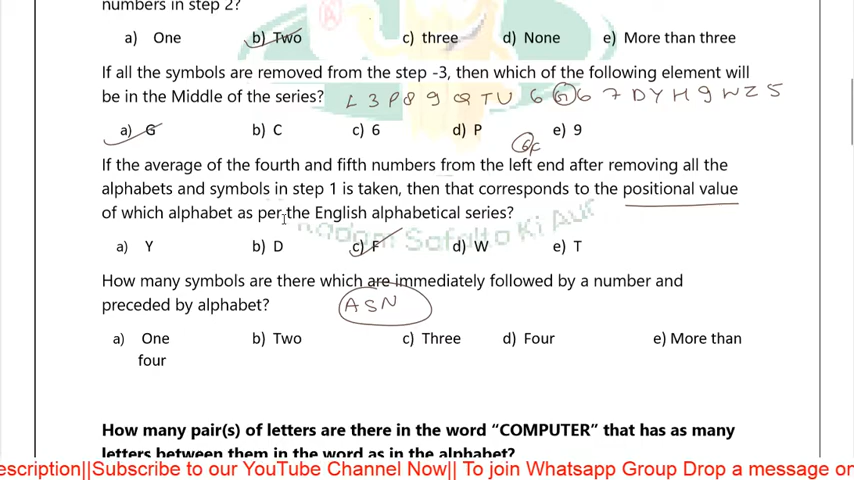 numbers in step 2?
a) One b) Two c) three d) None e) More than three
If all the symbols are removed from the step -3, then which of the following element will
be in the Middle of the series? L 3 P 8 9 Q T U 6 G 6 7 D Y H 9 W Z 5
a) G b) C c) 6 d) P e) 9
If the average of the fourth and fifth numbers from the left end after removing all the
alphabets and symbols in step 1 is taken, then that corresponds to the positional value
of which alphabet as per the English alphabetical series?
a) Y b) D c) F d) W e) T
How many symbols are there which are immediately followed by a number and
preceded by alphabet? A S N
a) One b) Two c) Three d) Four e) More than
four
How many pair(s) of letters are there in the word “COMPUTER” that has as many
letters between them in the word as in the alphabet?
escription||Subscribe to our YouTube Channel Now|| To join Whatsapp Group Drop a message on